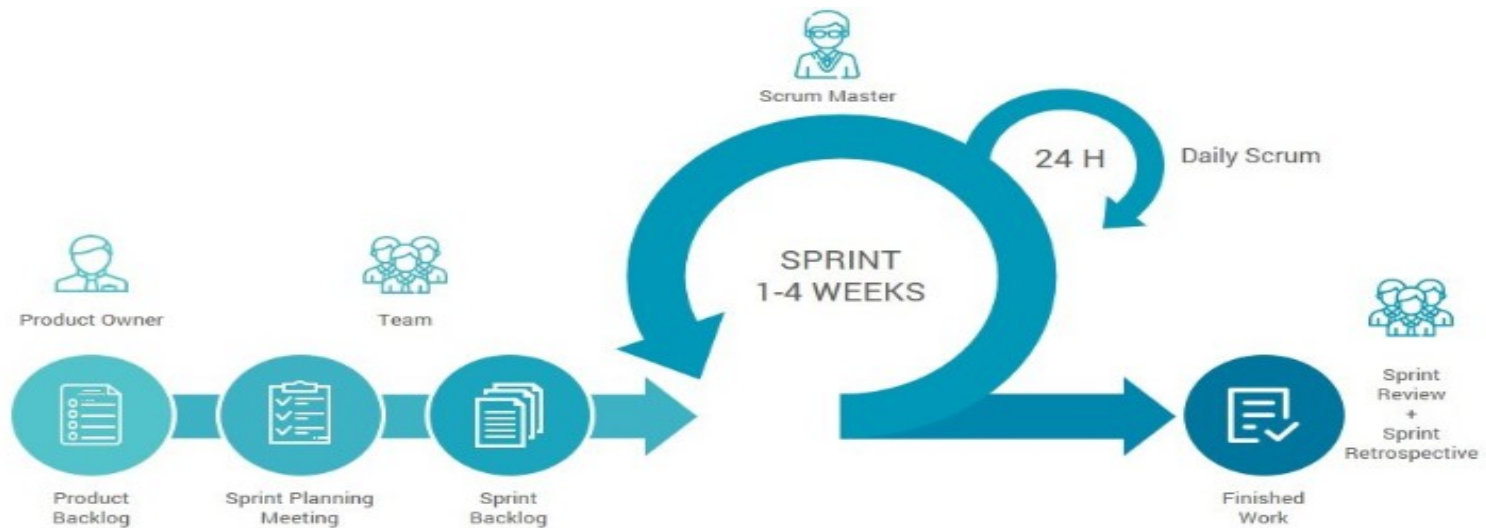 Scrum Master
24 H
Daily Scrum
SPRINT
1-4 WEEKS
Product Owner
Team
Sprint
Review
+
Sprint
Retrospective
Product
Backlog
Sprint Planning
Meeting
Sprint
Backlog
Finished
Work